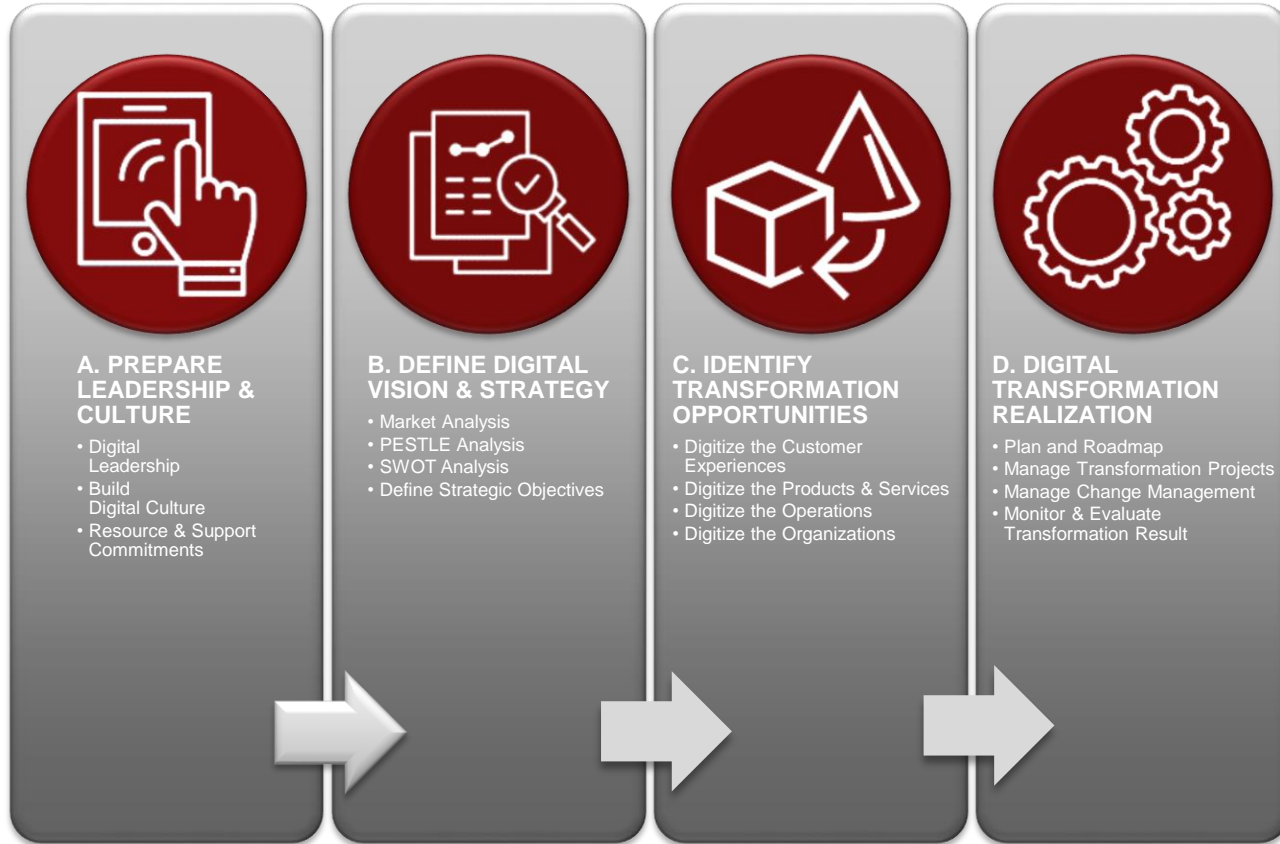 A. PREPARE
LEADERSHIP &
CULTURE
• Digital
Leadership
• Build
Digital Culture
• Resource & Support
Commitments
B. DEFINE DIGITAL
VISION & STRATEGY
• Market Analysis
• PESTLE Analysis
• SWOT Analysis
• Define Strategic Objectives
C. IDENTIFY
TRANSFORMATION
OPPORTUNITIES
• Digitize the Customer
Experiences
• Digitize the Products & Services
• Digitize the Operations
• Digitize the Organizations
D. DIGITAL
TRANSFORMATION
REALIZATION
• Plan and Roadmap
• Manage Transformation Projects
• Manage Change Management
• Monitor & Evaluate
Transformation Result